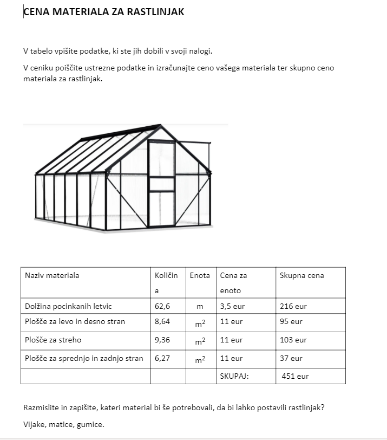 CENA MATERIALA ZA RASTLINJAK
V tabelo vpišite podatke, ki ste jih dobili v svoji nalogi.
V ceniku poiščite ustrezne podatke in izračunajte ceno vašega materiala ter skupno ceno
materiala za rastlinjak.
Naziv materiala Količin Enota Cena za Skupna cena
a enoto
Dolžina pocinkanih letvic 62,6 m 3,5 eur 216 eur
Plošče za levo in desno stran 8,64 m² 11 eur 95 eur
Plošče za streho 9,36 m² 11 eur 103 eur
Plošče za sprednjo in zadnjo stran 6,27 m² 11 eur 37 eur
SKUPAJ: 451 eur
Razmislite in zapišite, kateri material bi še potrebovali, da bi lahko postavili rastlinjak?
Vijake, matice, gumice.